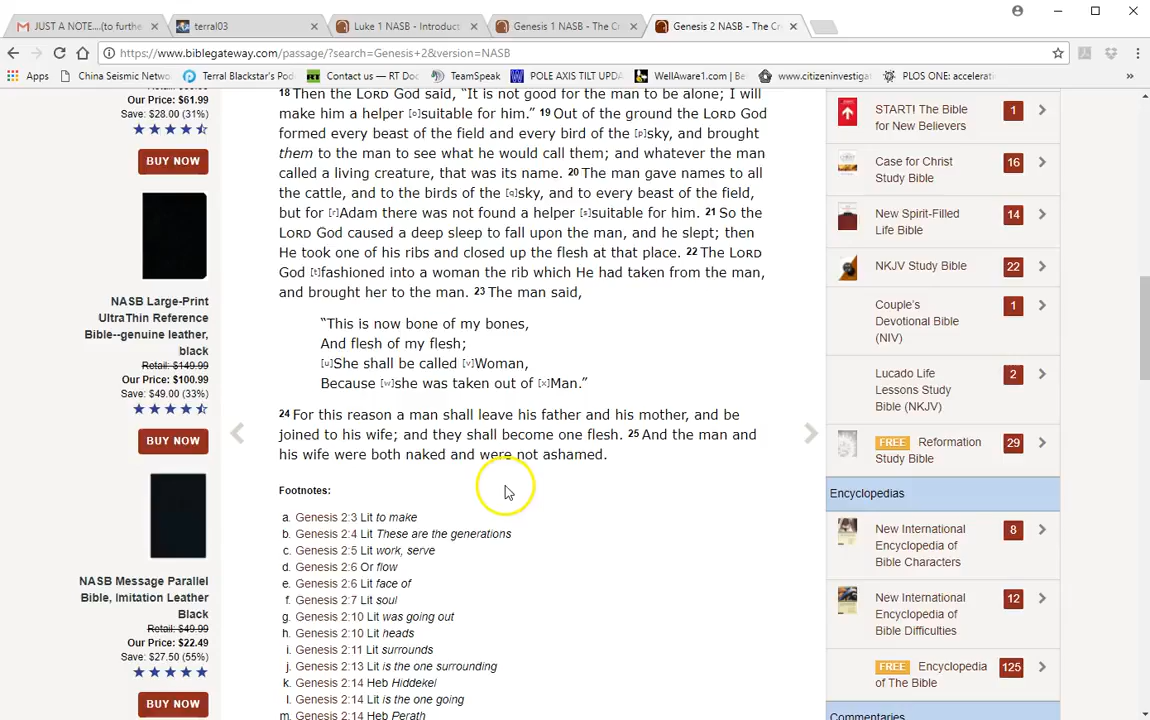 JUST A NOTE....(to furthe
terral03
Luke 1 NASB - Introduct
Genesis 1 NASB - The Cr
Genesis 2 NASB - The Cr
https://www.biblegateway.com/passage/?search=Genesis+2&version=NASB
Apps
China Seismic Netwo
Terral Blackstar's Pod
Contact us — RT Doc
TeamSpeak
POLE AXIS TILT UPDA
WellAware1.com | Be
www.citizeninvestiga
PLOS ONE: accelerati
»
Our Price: $61.99
Save: $28.00 (31%)
BUY NOW
NASB Large-Print
UltraThin Reference
Bible--genuine leather,
black
Retail: $149.99
Our Price: $100.99
Save: $49.00 (33%)
BUY NOW
NASB Message Parallel
Bible, Imitation Leather
Black
Retail: $49.99
Our Price: $22.49
Save: $27.50 (55%)
BUY NOW
18 Then the LORD God said, “It is not good for the man to be alone; I will
make him a helper [o]suitable for him.” 19 Out of the ground the LORD God
formed every beast of the field and every bird of the [p]sky, and brought
them to the man to see what he would call them; and whatever the man
called a living creature, that was its name. 20 The man gave names to all
the cattle, and to the birds of the [q]sky, and to every beast of the field,
but for [r]Adam there was not found a helper [s]suitable for him. 21 So the
LORD God caused a deep sleep to fall upon the man, and he slept; then
He took one of his ribs and closed up the flesh at that place. 22 The LORD
God [t]fashioned into a woman the rib which He had taken from the man,
and brought her to the man. 23 The man said,
“This is now bone of my bones,
And flesh of my flesh;
[u]She shall be called [v]Woman,
Because [w]she was taken out of [x]Man.”
24 For this reason a man shall leave his father and his mother, and be
joined to his wife; and they shall become one flesh. 25 And the man and
his wife were both naked and were not ashamed.
Footnotes:
a. Genesis 2:3 Lit to make
b. Genesis 2:4 Lit These are the generations
c. Genesis 2:5 Lit work, serve
d. Genesis 2:6 Or flow
e. Genesis 2:6 Lit face of
f. Genesis 2:7 Lit soul
g. Genesis 2:10 Lit was going out
h. Genesis 2:10 Lit heads
i. Genesis 2:11 Lit surrounds
j. Genesis 2:13 Lit is the one surrounding
k. Genesis 2:14 Heb Hiddekel
l. Genesis 2:14 Lit is the one going
m. Genesis 2:14 Heb Perath
START! The Bible
for New Believers
1
Case for Christ
Study Bible
16
New Spirit-Filled
Life Bible
14
NKJV Study Bible
22
Couple's
Devotional Bible
(NIV)
1
Lucado Life
Lessons Study
Bible (NKJV)
2
FREE Reformation
Study Bible
29
Encyclopedias
New International
Encyclopedia of
Bible Characters
8
New International
Encyclopedia of
Bible Difficulties
12
FREE Encyclopedia
of The Bible
125
Commentaries